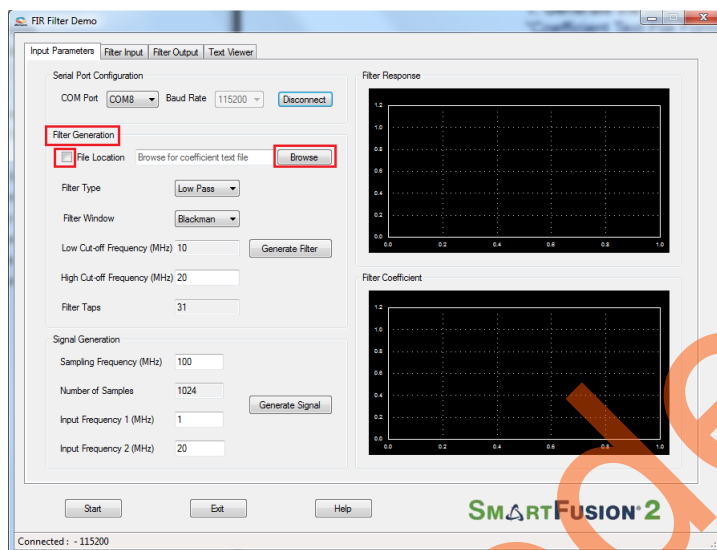 FIR Filter Demo
Input Parameters Filter Input Filter Output Text Viewer
Serial Port Configuration
COM Port COM8 Baud Rate 115200 Disconnect
Filter Generation
File Location Browse for coefficient text file Browse
Filter Type Low Pass
Filter Window Blackman
Low Cut-off Frequency (MHz) 10 Generate Filter
High Cut-off Frequency (MHz) 20
Filter Taps 31
Signal Generation
Sampling Frequency (MHz) 100
Number of Samples 1024
Generate Signal
Input Frequency 1 (MHz) 1
Input Frequency 2 (MHz) 20
Filter Response
1.2
1.0
0.8
0.6
0.4
0.2
0.0
0.0 0.2 0.4 0.6 0.8 1.0
Filter Coefficient
1.2
1.0
0.8
0.6
0.4
0.2
0.0
0.0 0.2 0.4 0.6 0.8 1.0
Start Exit Help SMARTFUSION 2
Connected : - 115200